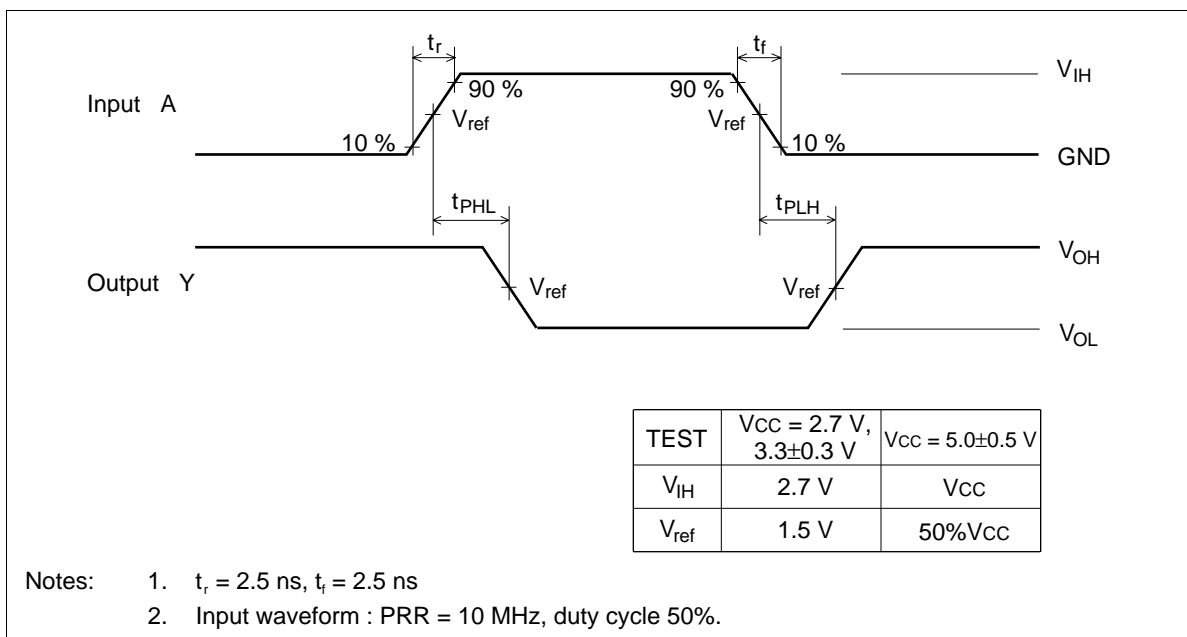 tr
tf
VIH
Input A
90 %
90 %
Vref
Vref
10 %
10 %
GND
tPHL
tPLH
VOH
Output Y
Vref
Vref
VOL
TEST
VCC = 2.7 V,
3.3±0.3 V
VCC = 5.0±0.5 V
VIH
2.7 V
VCC
Vref
1.5 V
50%VCC
Notes: 1. tr = 2.5 ns, tf = 2.5 ns
2. Input waveform : PRR = 10 MHz, duty cycle 50%.